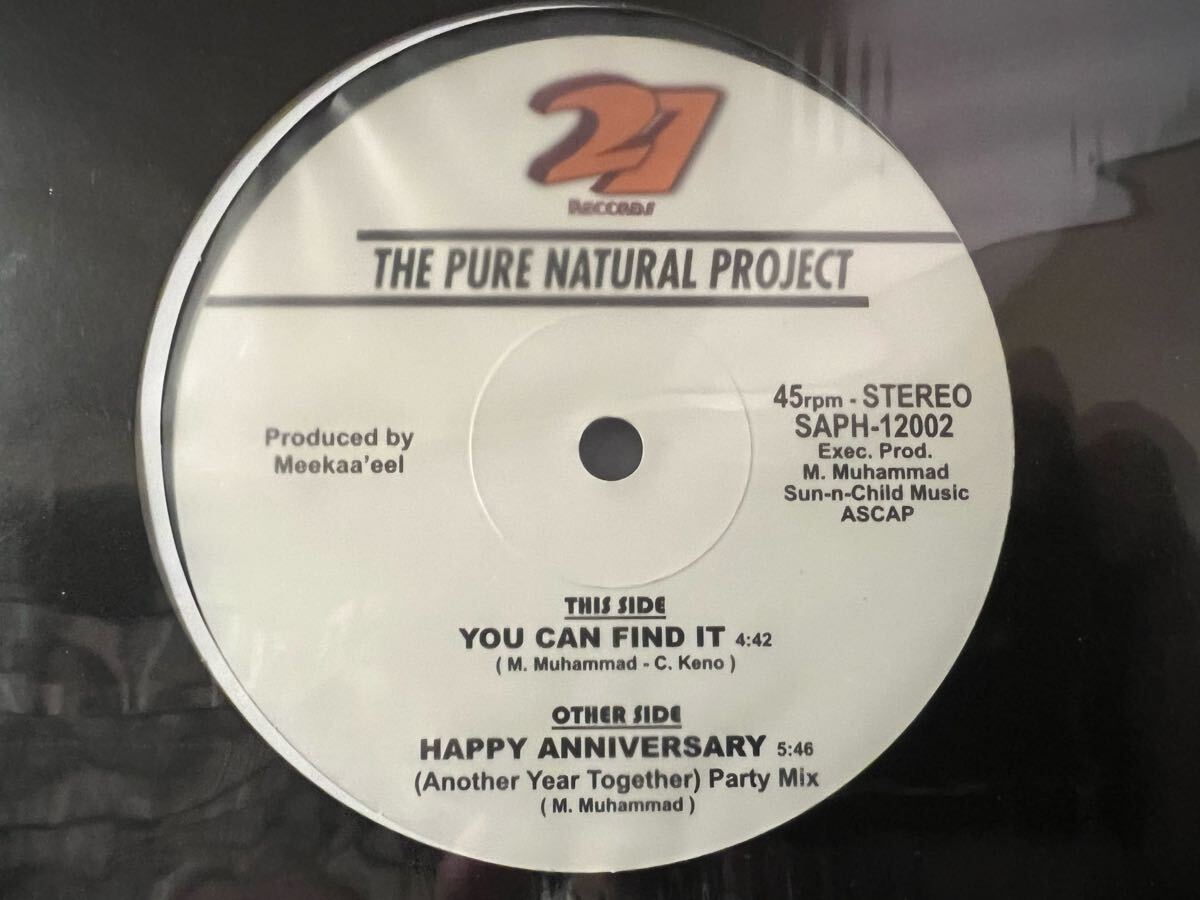 21
RECORDS
THE PURE NATURAL PROJECT
Produced by
Meekaa'eel
45rpm - STEREO
SAPH-12002
Exec. Prod.
M. Muhammad
Sun-n-Child Music
ASCAP
THIS SIDE
YOU CAN FIND IT 4:42
( M. Muhammad - C. Keno )
OTHER SIDE
HAPPY ANNIVERSARY 5:46
(Another Year Together) Party Mix
( M. Muhammad )